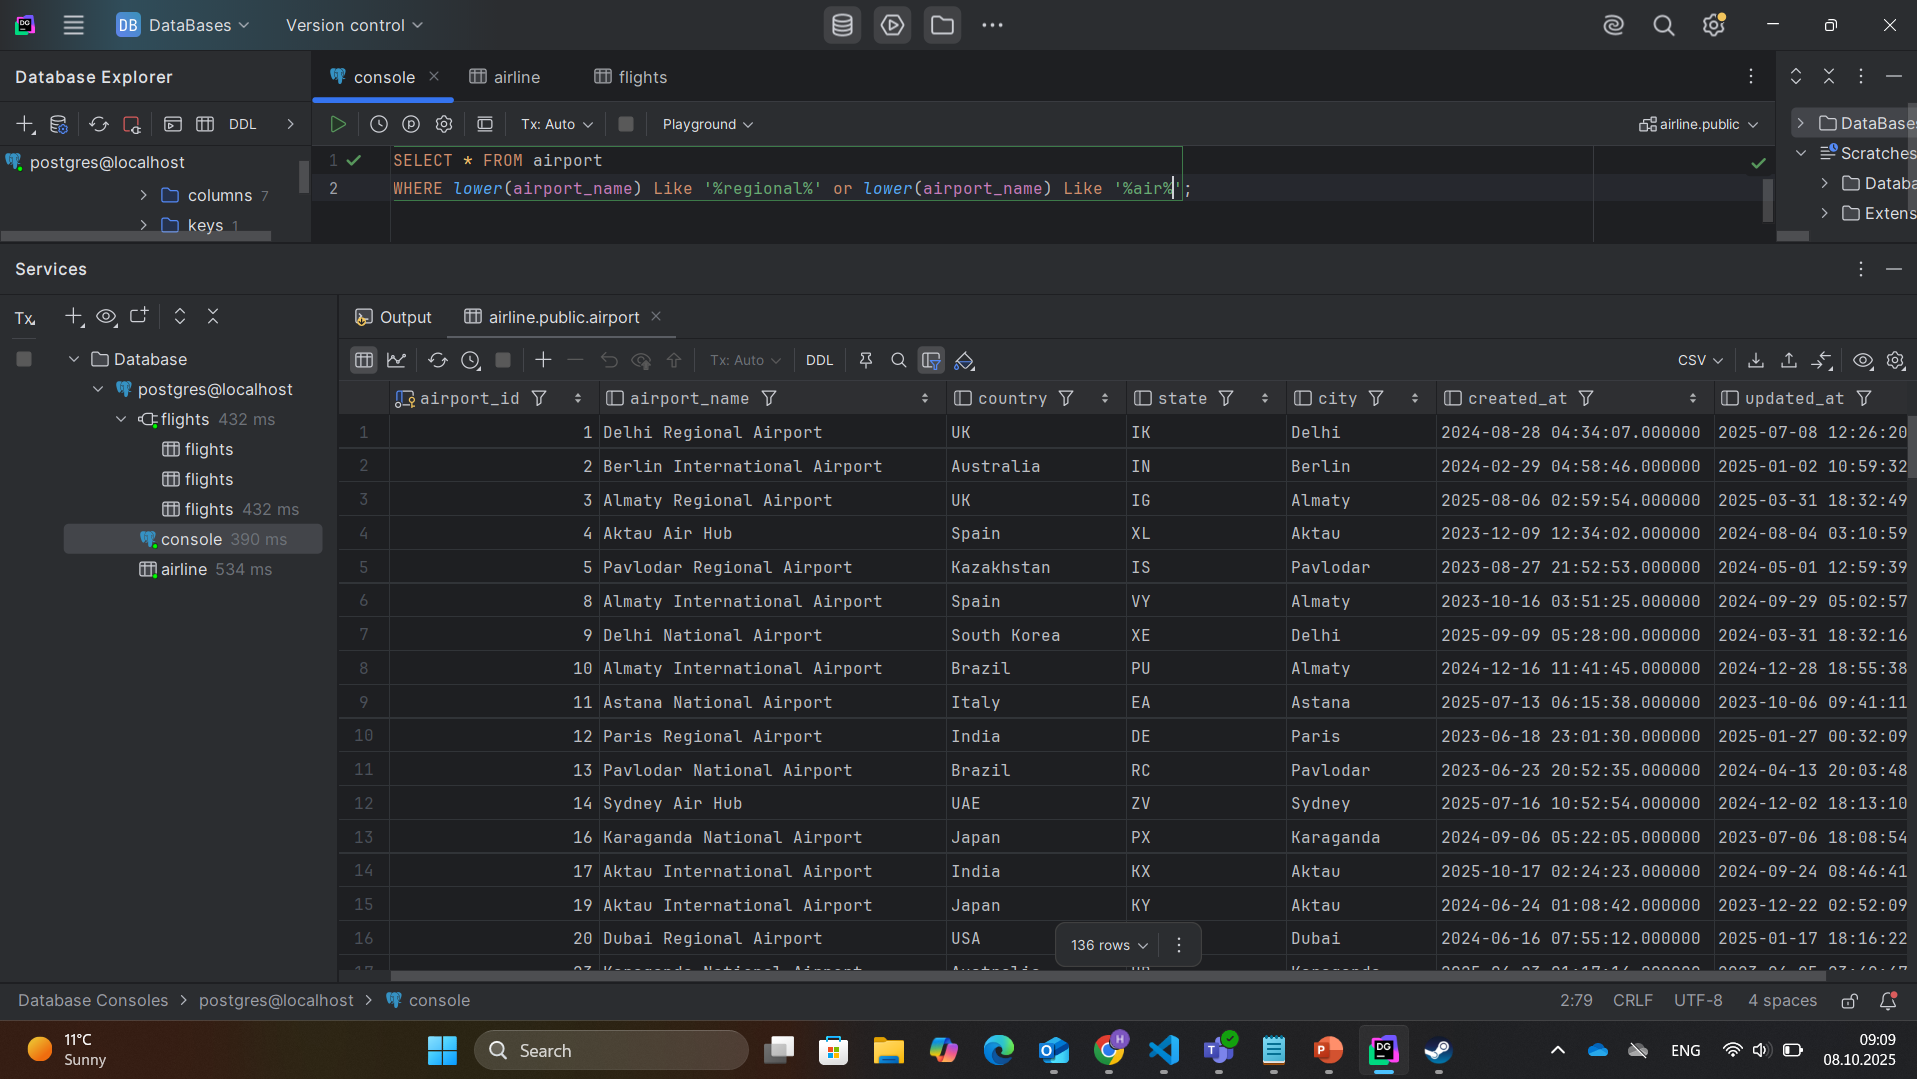 DB DataBases Version control
Database Explorer
console airline flights
DDL
Tx: Auto Playground airline.public
DataBases
Scratches
postgres@localhost
columns 7
keys 1
1 SELECT * FROM airport
2 WHERE lower(airport_name) Like '%regional%' or lower(airport_name) Like '%air%';
Databa
Extens
Services
Tx
Database
postgres@localhost
flights 432 ms
flights
flights
flights 432 ms
console 390 ms
airline 534 ms
Output airline.public.airport
Tx: Auto DDL CSV
airport_id airport_name country state city created_at updated_at
1 1 Delhi Regional Airport UK IK Delhi 2024-08-28 04:34:07.000000 2025-07-08 12:26:20
2 2 Berlin International Airport Australia IN Berlin 2024-02-29 04:58:46.000000 2025-01-02 10:59:32
3 3 Almaty Regional Airport UK IG Almaty 2025-08-06 02:59:54.000000 2025-03-31 18:32:49
4 4 Aktau Air Hub Spain XL Aktau 2023-12-09 12:34:02.000000 2024-08-04 03:10:59
5 5 Pavlodar Regional Airport Kazakhstan IS Pavlodar 2023-08-27 21:52:53.000000 2024-05-01 12:59:39
6 8 Almaty International Airport Spain VY Almaty 2023-10-16 03:51:25.000000 2024-09-29 05:02:57
7 9 Delhi National Airport South Korea XE Delhi 2025-09-09 05:28:00.000000 2024-03-31 18:32:16
8 10 Almaty International Airport Brazil PU Almaty 2024-12-16 11:41:45.000000 2024-12-28 18:55:38
9 11 Astana National Airport Italy EA Astana 2025-07-13 06:15:38.000000 2023-10-06 09:41:11
10 12 Paris Regional Airport India DE Paris 2023-06-18 23:01:30.000000 2025-01-27 00:32:09
11 13 Pavlodar National Airport Brazil RC Pavlodar 2023-06-23 20:52:35.000000 2024-04-13 20:03:48
12 14 Sydney Air Hub UAE ZV Sydney 2025-07-16 10:52:54.000000 2024-12-02 18:13:10
13 16 Karaganda National Airport Japan PX Karaganda 2024-09-06 05:22:05.000000 2023-07-06 18:08:54
14 17 Aktau International Airport India KX Aktau 2025-10-17 02:24:23.000000 2024-09-24 08:46:41
15 19 Aktau International Airport Japan KY Aktau 2024-06-24 01:08:42.000000 2023-12-22 02:52:09
16 20 Dubai Regional Airport USA Dubai 2024-06-16 07:55:12.000000 2025-01-17 18:16:22
136 rows
Database Consoles postgres@localhost console 2:79 CRLF UTF-8 4 spaces
11°C
Sunny
Search
ENG
09:09
08.10.2025